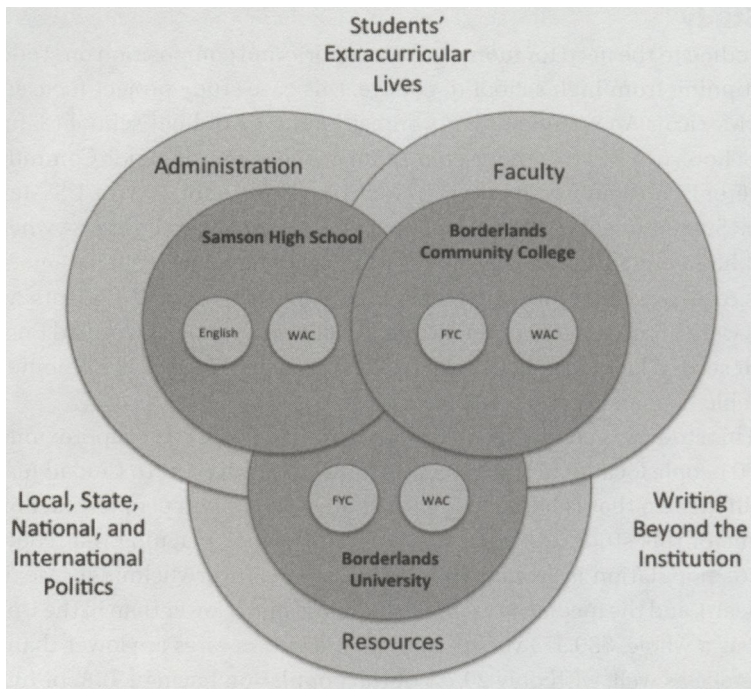 Students'
Extracurricular
Lives
Administration
Faculty
Samson High School
Borderlands
Community College
English
WAC
FYC
WAC
FYC
WAC
Borderlands
University
Resources
Local, State,
National, and
International
Politics
Writing
Beyond the
Institution